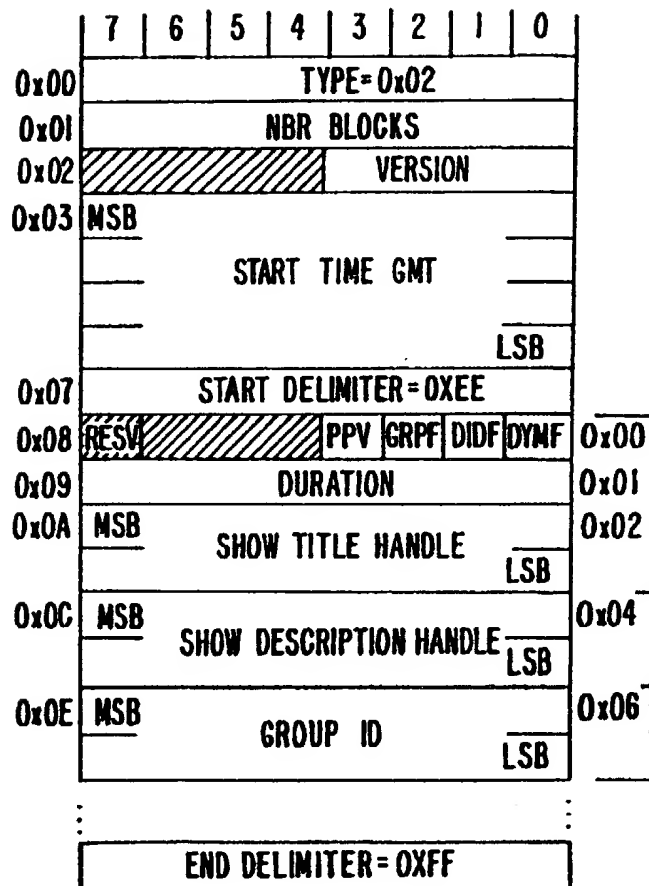 7 6 5 4 3 2 1 0
0x00 TYPE=0x02
0x01 NBR BLOCKS
0x02 VERSION
0x03 MSB
START TIME GMT
LSB
0x07 START DELIMITER=0XEE
0x08 RESV PPV GRPF DIDF DYMF 0x00
0x09 DURATION 0x01
0x0A MSB 0x02
SHOW TITLE HANDLE
LSB
0x0C MSB 0x04
SHOW DESCRIPTION HANDLE
LSB
0x0E MSB 0x06
GROUP ID
LSB
END DELIMITER=0XFF